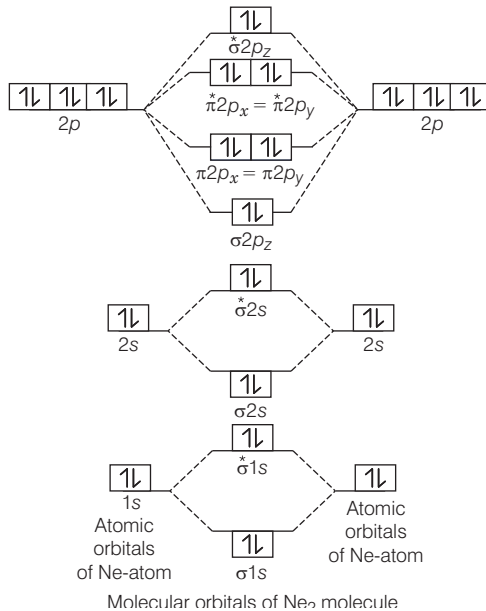 σ*2p_z
π*2p_x = π*2p_y
2p
2p
π2p_x = π2p_y
σ2p_z
σ*2s
2s
2s
σ2s
σ*1s
1s
Atomic
orbitals
of Ne-atom
Atomic
orbitals
of Ne-atom
σ1s
Molecular orbitals of Ne₂ molecule